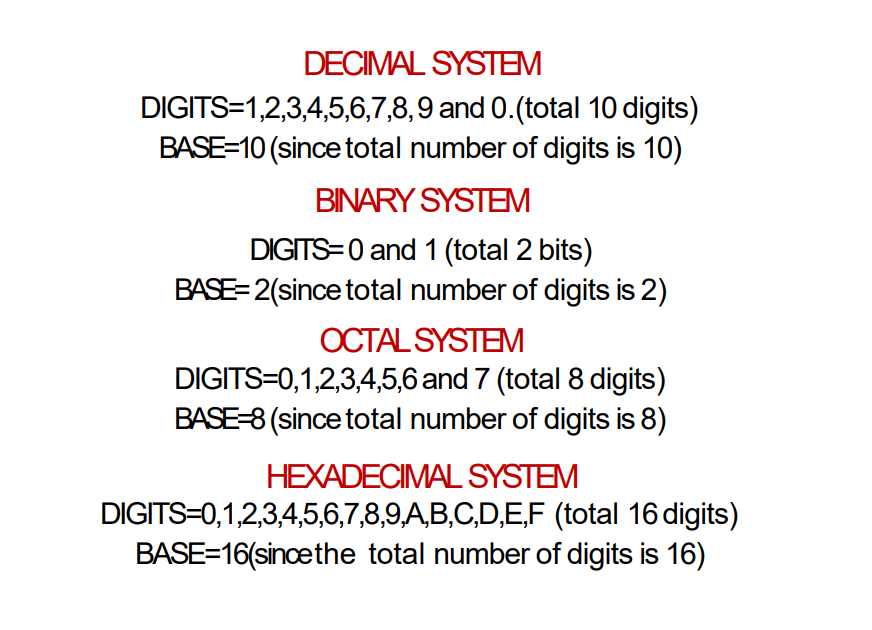 DECIMAL SYSTEM
DIGITS=1,2,3,4,5,6,7,8,9 and 0.(total 10 digits)
BASE=10 (since total number of digits is 10)
BINARY SYSTEM
DIGITS= 0 and 1 (total 2 bits)
BASE= 2(since total number of digits is 2)
OCTAL SYSTEM
DIGITS=0,1,2,3,4,5,6 and 7 (total 8 digits)
BASE=8 (since total number of digits is 8)
HEXADECIMAL SYSTEM
DIGITS=0,1,2,3,4,5,6,7,8,9,A,B,C,D,E,F (total 16 digits)
BASE=16(since the total number of digits is 16)